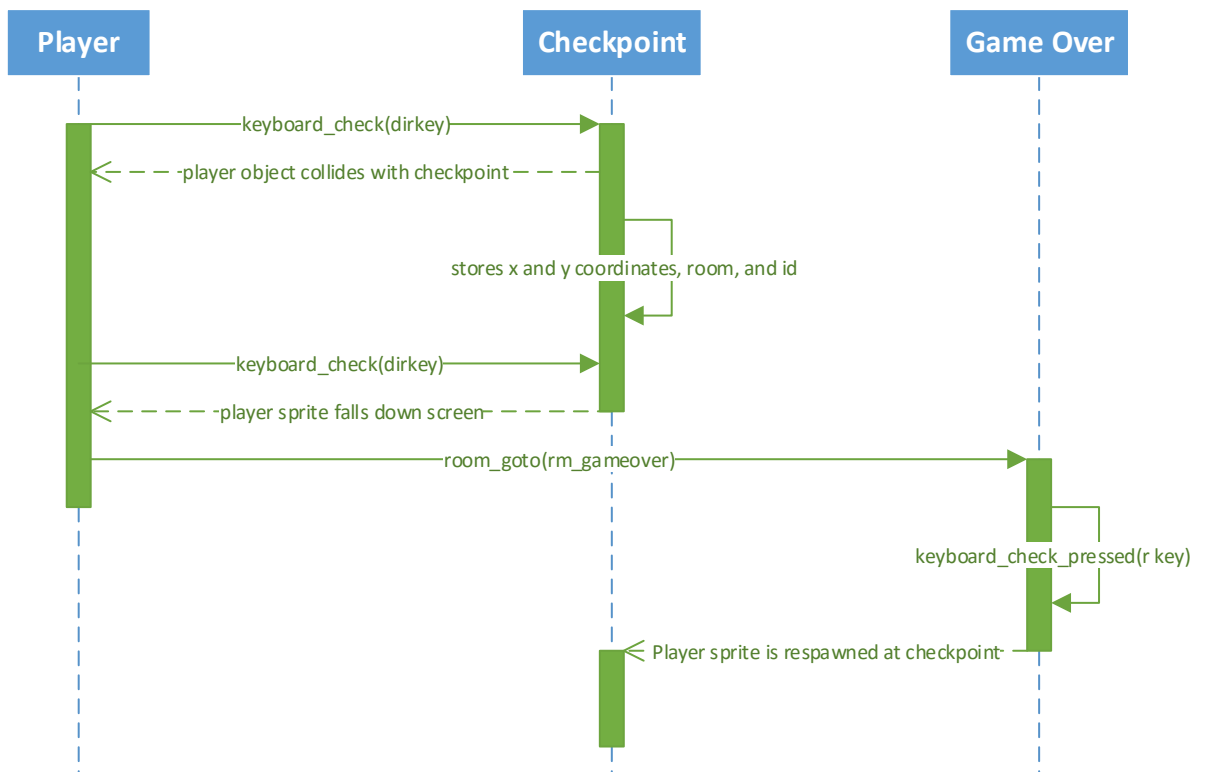 Player
Checkpoint
Game Over
keyboard_check(dirkey)
player object collides with checkpoint
stores x and y coordinates, room, and id
keyboard_check(dirkey)
player sprite falls down screen
room_goto(rm_gameover)
keyboard_check_pressed(r key)
Player sprite is respawned at checkpoint